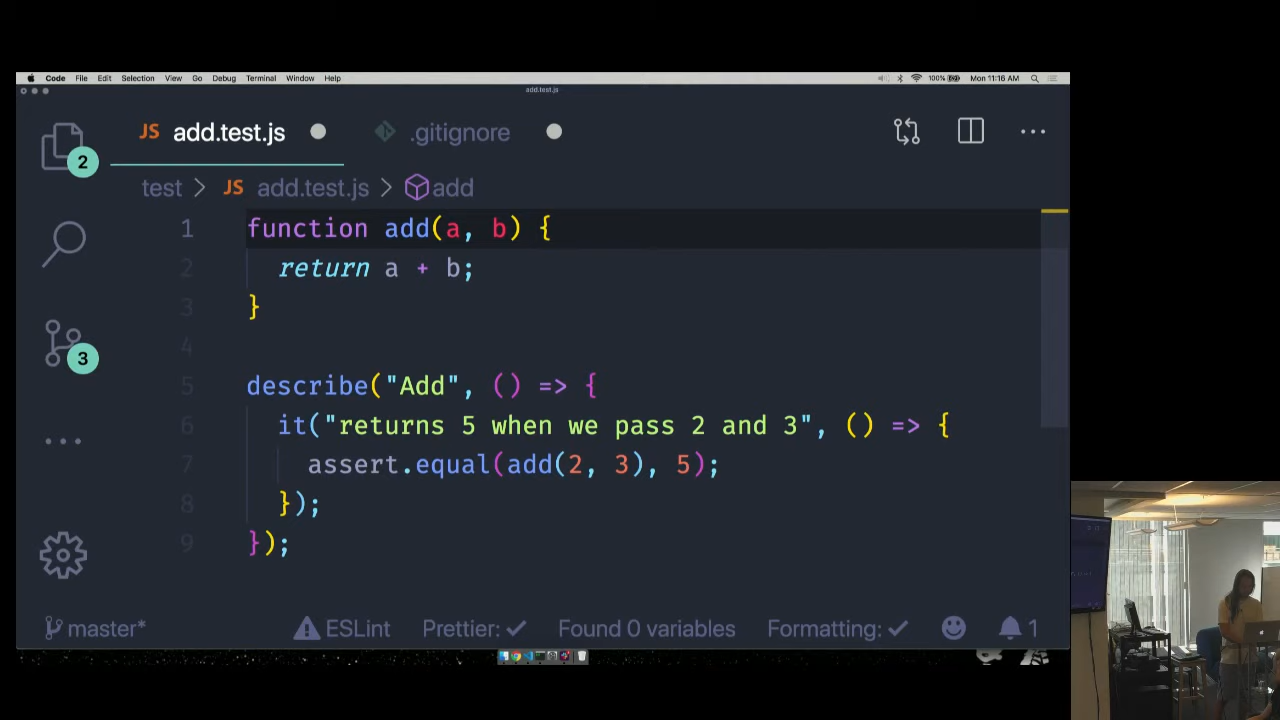 Code File Edit Selection View Go Debug Terminal Window Help 100% Mon 11:16 AM
add.test.js
JS add.test.js .gitignore
2
test > JS add.test.js > add
1 function add(a, b) {
2 return a + b;
3 }
4
3
5 describe("Add", () => {
6 it("returns 5 when we pass 2 and 3", () => {
7 assert.equal(add(2, 3), 5);
8 });
9 });
master* ESLint Prettier: ✓ Found 0 variables Formatting: ✓ 1